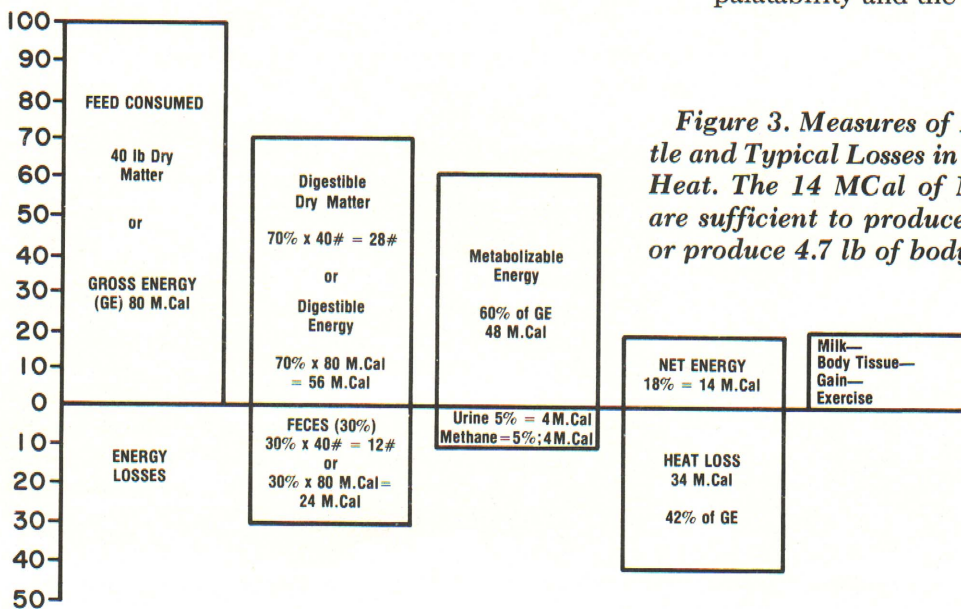 palatability and the
Figure 3. Measures of
tle and Typical Losses in
Heat. The 14 MCal of
are sufficient to produce
or produce 4.7 lb of body
100
90
80
70
60
50
40
30
20
10
0
10
20
30
40
50
FEED CONSUMED
40 lb Dry
Matter
or
GROSS ENERGY
(GE) 80 M.Cal
ENERGY
LOSSES
Digestible
Dry Matter
70% x 40# = 28#
or
Digestible
Energy
70% x 80 M.Cal
= 56 M.Cal
FECES (30%)
30% x 40# = 12#
or
30% x 80 M.Cal=
24 M.Cal
Metabolizable
Energy
60% of GE
48 M.Cal
Urine 5% = 4M.Cal
Methane=5%;4M.Cal
NET ENERGY
18% = 14 M.Cal
HEAT LOSS
34 M.Cal
42% of GE
Milk—
Body Tissue—
Gain—
Exercise